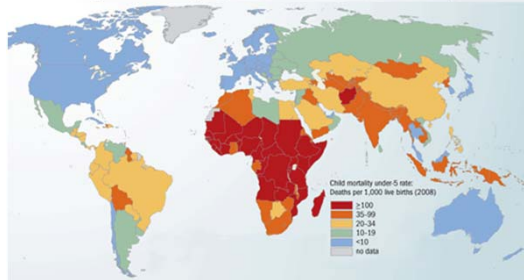 Child mortality under-5 rate:
Deaths per 1,000 live births (2008)
≥100
35-99
20-34
10-19
<10
no data